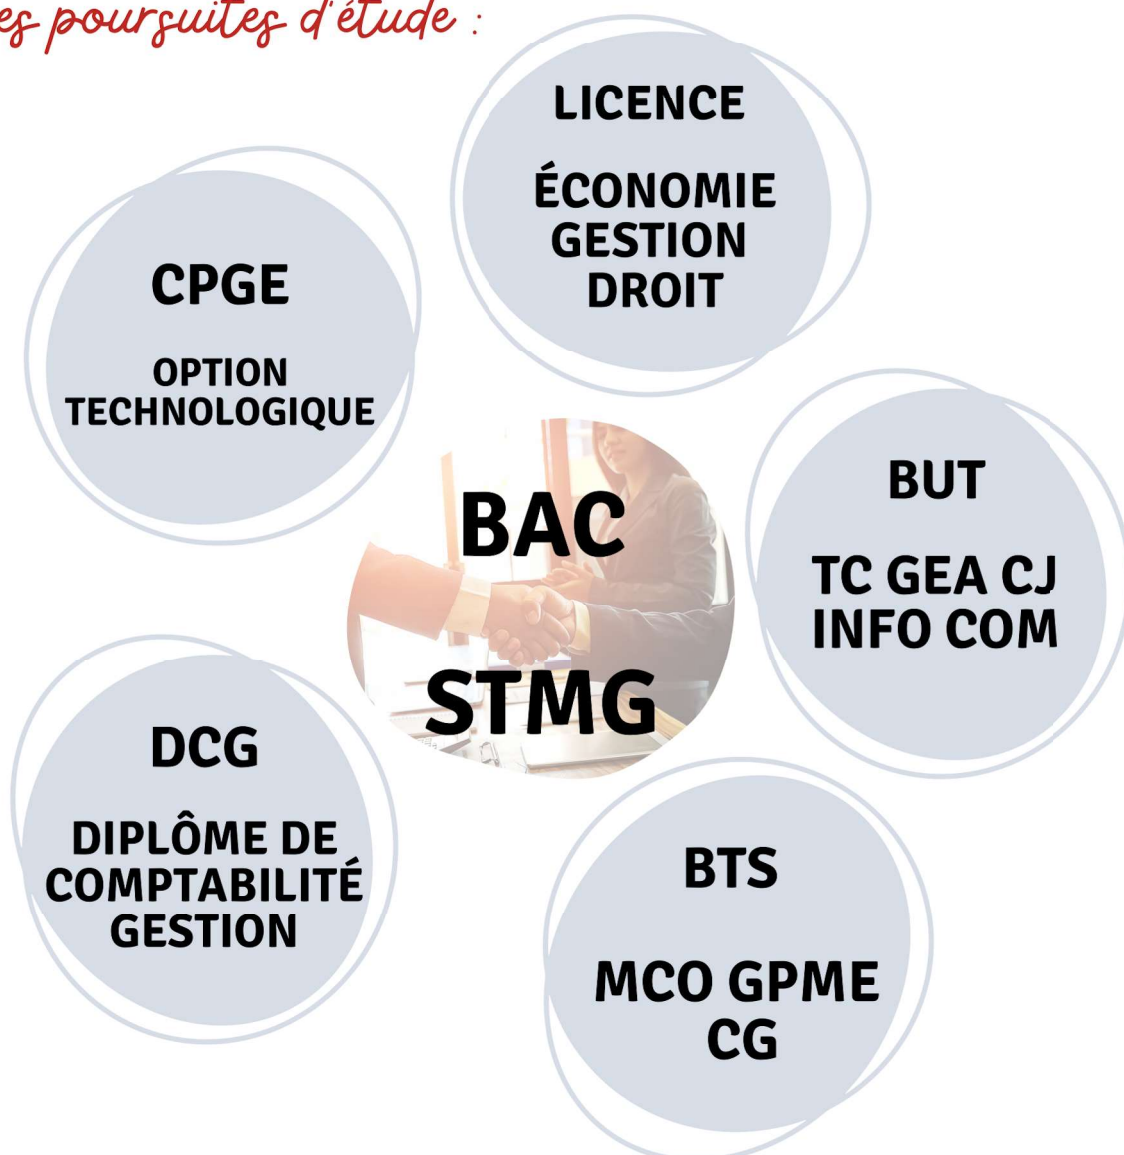 poursuites d'étude :
LICENCE
ÉCONOMIE
GESTION
DROIT
CPGE
OPTION
TECHNOLOGIQUE
BAC
STMG
BUT
TC GEA CJ
INFO COM
DCG
DIPLÔME DE
COMPTABILITÉ
GESTION
BTS
MCO GPME
CG